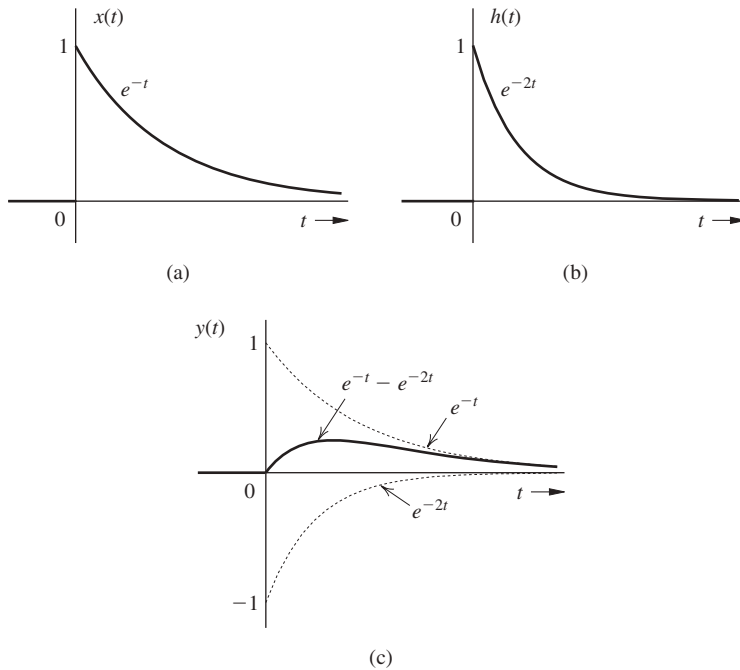 x(t)
1
e^{-t}
0
t
(a)
h(t)
1
e^{-2t}
0
t
(b)
y(t)
1
e^{-t} − e^{-2t}
e^{-t}
0
t
e^{-2t}
−1
(c)